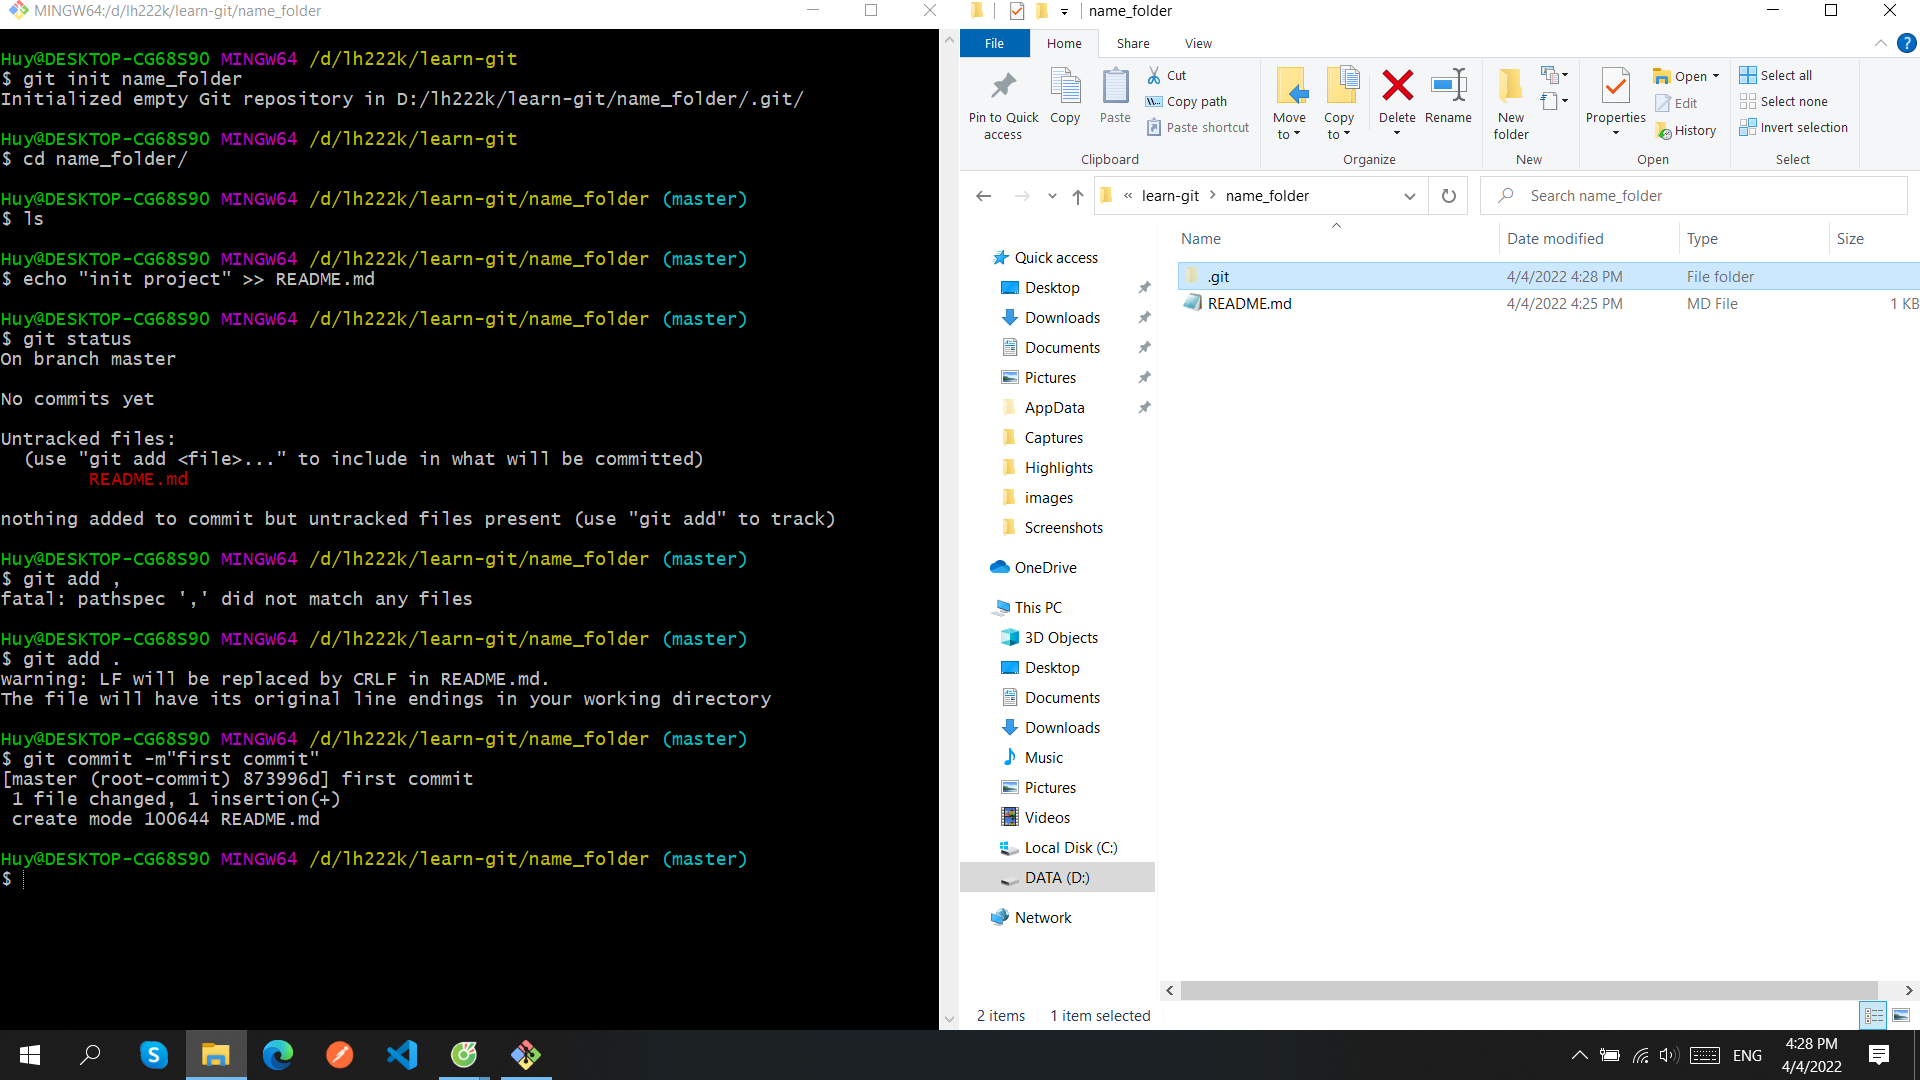 MINGW64:/d/lh222k/learn-git/name_folder
Huy@DESKTOP-CG68S90 MINGW64 /d/lh222k/learn-git
$ git init name_folder
Initialized empty Git repository in D:/lh222k/learn-git/name_folder/.git/
Huy@DESKTOP-CG68S90 MINGW64 /d/lh222k/learn-git
$ cd name_folder/
Huy@DESKTOP-CG68S90 MINGW64 /d/lh222k/learn-git/name_folder (master)
$ ls
Huy@DESKTOP-CG68S90 MINGW64 /d/lh222k/learn-git/name_folder (master)
$ echo "init project" >> README.md
Huy@DESKTOP-CG68S90 MINGW64 /d/lh222k/learn-git/name_folder (master)
$ git status
On branch master
No commits yet
Untracked files:
(use "git add <file>..." to include in what will be committed)
README.md
nothing added to commit but untracked files present (use "git add" to track)
Huy@DESKTOP-CG68S90 MINGW64 /d/lh222k/learn-git/name_folder (master)
$ git add ,
fatal: pathspec ',' did not match any files
Huy@DESKTOP-CG68S90 MINGW64 /d/lh222k/learn-git/name_folder (master)
$ git add .
warning: LF will be replaced by CRLF in README.md.
The file will have its original line endings in your working directory
Huy@DESKTOP-CG68S90 MINGW64 /d/lh222k/learn-git/name_folder (master)
$ git commit -m"first commit"
[master (root-commit) 873996d] first commit
1 file changed, 1 insertion(+)
create mode 100644 README.md
Huy@DESKTOP-CG68S90 MINGW64 /d/lh222k/learn-git/name_folder (master)
$
name_folder
File Home Share View
Pin to Quick access
Copy
Paste
Cut
Copy path
Paste shortcut
Clipboard
Move to
Copy to
Delete
Rename
Organize
New folder
New
Properties
Open
Edit
History
Open
Select all
Select none
Invert selection
Select
« learn-git > name_folder
Search name_folder
Name Date modified Type Size
.git 4/4/2022 4:28 PM File folder
README.md 4/4/2022 4:25 PM MD File 1 KB
Quick access
Desktop
Downloads
Documents
Pictures
AppData
Captures
Highlights
images
Screenshots
OneDrive
This PC
3D Objects
Desktop
Documents
Downloads
Music
Pictures
Videos
Local Disk (C:)
DATA (D:)
Network
2 items 1 item selected
ENG
4:28 PM
4/4/2022